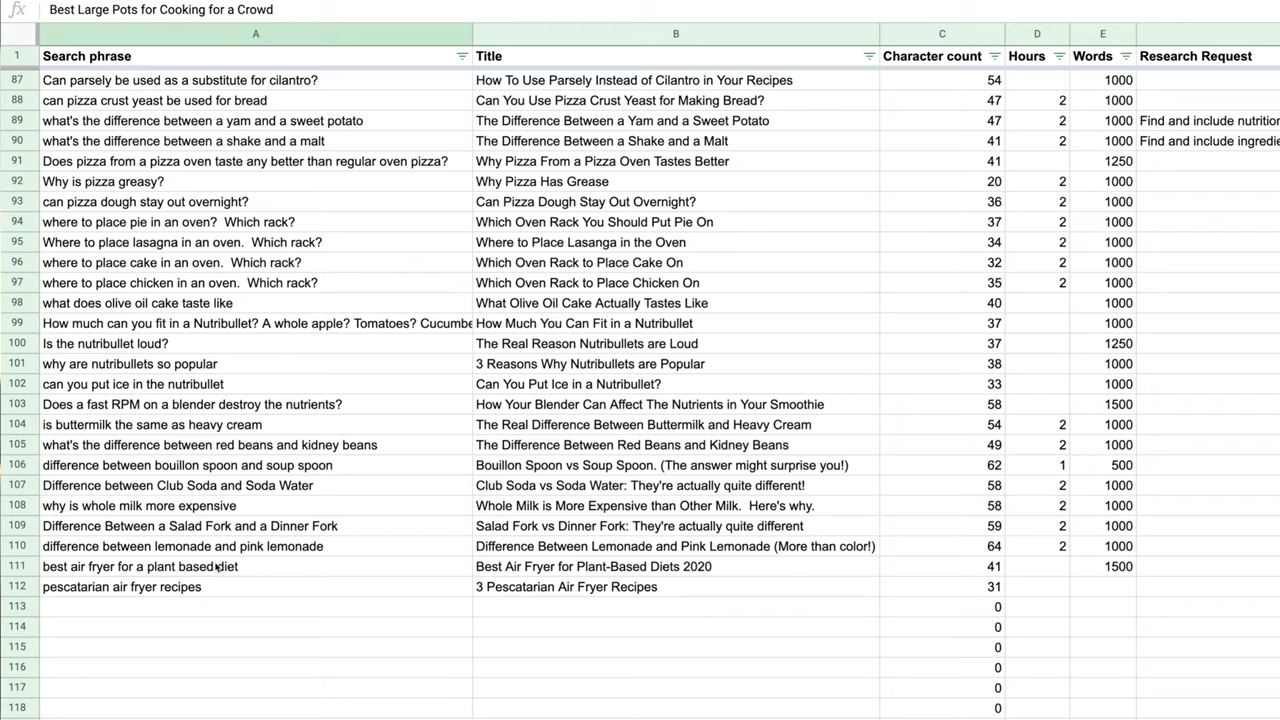 fx Best Large Pots for Cooking for a Crowd
A B C D E
1 Search phrase Title Character count Hours Words Research Request
87 Can parsely be used as a substitute for cilantro? How To Use Parsely Instead of Cilantro in Your Recipes 54 1000
88 can pizza crust yeast be used for bread Can You Use Pizza Crust Yeast for Making Bread? 47 2 1000
89 what's the difference between a yam and a sweet potato The Difference Between a Yam and a Sweet Potato 47 2 1000 Find and include nutrition
90 what's the difference between a shake and a malt The Difference Between a Shake and a Malt 41 2 1000 Find and include ingredie
91 Does pizza from a pizza oven taste any better than regular oven pizza? Why Pizza From a Pizza Oven Tastes Better 41 1250
92 Why is pizza greasy? Why Pizza Has Grease 20 2 1000
93 can pizza dough stay out overnight? Can Pizza Dough Stay Out Overnight? 36 2 1000
94 where to place pie in an oven? Which rack? Which Oven Rack You Should Put Pie On 37 2 1000
95 Where to place lasagna in an oven. Which rack? Where to Place Lasanga in the Oven 34 2 1000
96 where to place cake in an oven. Which rack? Which Oven Rack to Place Cake On 32 2 1000
97 where to place chicken in an oven. Which rack? Which Oven Rack to Place Chicken On 35 2 1000
98 what does olive oil cake taste like What Olive Oil Cake Actually Tastes Like 40 1000
99 How much can you fit in a Nutribullet? A whole apple? Tomatoes? Cucumbe How Much You Can Fit in a Nutribullet 37 1000
100 Is the nutribullet loud? The Real Reason Nutribullets are Loud 37 1250
101 why are nutribullets so popular 3 Reasons Why Nutribullets are Popular 38 1000
102 can you put ice in the nutribullet Can You Put Ice in a Nutribullet? 33 1000
103 Does a fast RPM on a blender destroy the nutrients? How Your Blender Can Affect The Nutrients in Your Smoothie 58 1500
104 is buttermilk the same as heavy cream The Real Difference Between Buttermilk and Heavy Cream 54 2 1000
105 what's the difference between red beans and kidney beans The Difference Between Red Beans and Kidney Beans 49 2 1000
106 difference between bouillon spoon and soup spoon Bouillon Spoon vs Soup Spoon. (The answer might surprise you!) 62 1 500
107 Difference between Club Soda and Soda Water Club Soda vs Soda Water: They're actually quite different! 58 2 1000
108 why is whole milk more expensive Whole Milk is More Expensive than Other Milk. Here's why. 58 2 1000
109 Difference Between a Salad Fork and a Dinner Fork Salad Fork vs Dinner Fork: They're actually quite different 59 2 1000
110 difference between lemonade and pink lemonade Difference Between Lemonade and Pink Lemonade (More than color!) 64 2 1000
111 best air fryer for a plant based diet Best Air Fryer for Plant-Based Diets 2020 41 1500
112 pescatarian air fryer recipes 3 Pescatarian Air Fryer Recipes 31
113 0
114 0
115 0
116 0
117 0
118 0